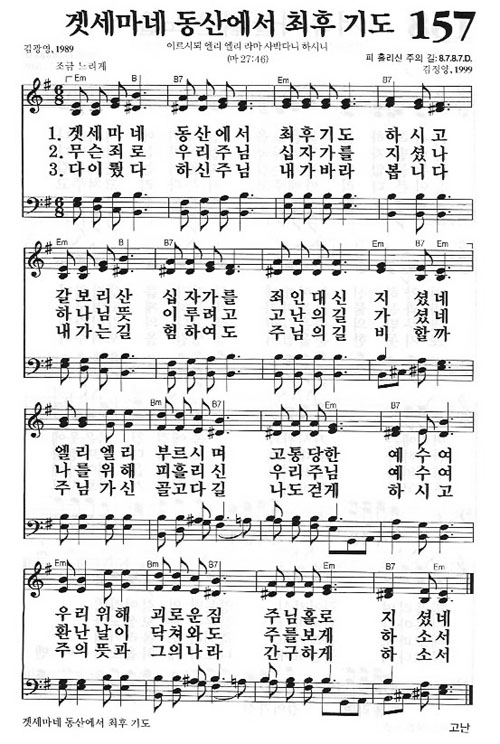 겟세마네 동산에서 최후 기도 157
김광영, 1989
이르시되 엘리 엘리 라마 사박다니 하시니
(마 27:46)
피 흘리신 주의 길: 8.7.8.7.D.
김정영, 1999
조금 느리게
Em B B7 Em
6 8
1. 겟세마네 동산에서 최후기도 하시고
2. 무슨죄로 우리주님 십자가를 지셨나
3. 다이뤘다 하신주님 내가바라 봅니다
6 8
Em B B7 Em B7 Em
갈보리산 십자가를 죄인대신 지셨네
하나님뜻 이루려고 고난의길 가셨네
내가는길 험하여도 주님의길 비할까
B7 Em B7 Em B7
엘리엘리 부르시며 고통당한 예수여
나를위해 피흘리신 우리주님 예수여
주님가신 골고다길 나도걷게 하시고
Em B7 Em B7 Em
우리위해 괴로운짐 주님홀로 지셨네
환난날이 닥쳐와도 주를보게 하소서
주의뜻과 그의나라 간구하게 하소서
겟세마네 동산에서 최후 기도
고난